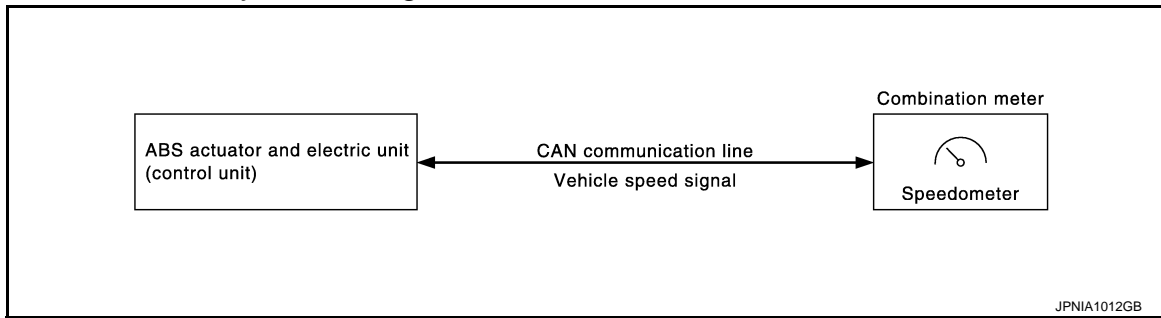 ABS actuator and electric unit
(control unit)
CAN communication line
Vehicle speed signal
Combination meter
Speedometer
JPNIA1012GB